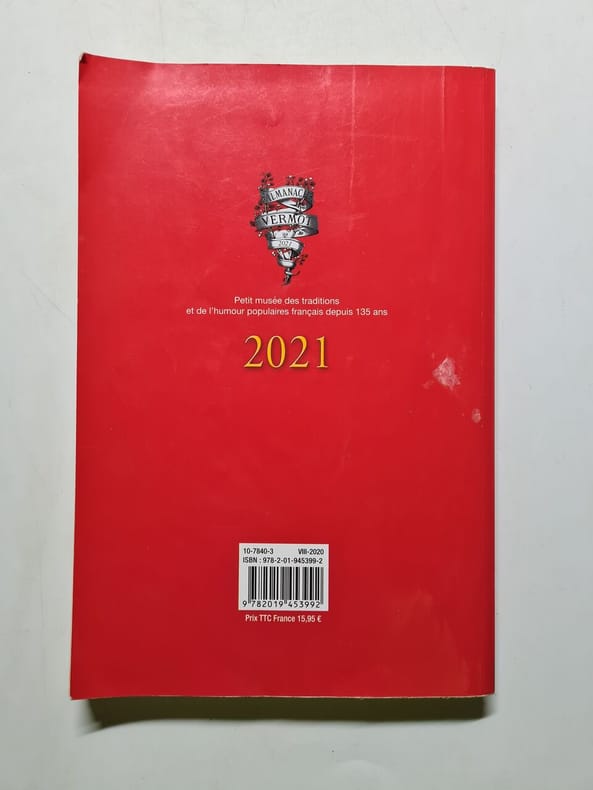 ALMANACH
VERMOT
2021
Petit musée des traditions
et de l'humour populaires français depuis 135 ans
2021
10-7840-3 VIII-2020
ISBN : 978-2-01-945399-2
9 782019 453992
Prix TTC France 15,95 €